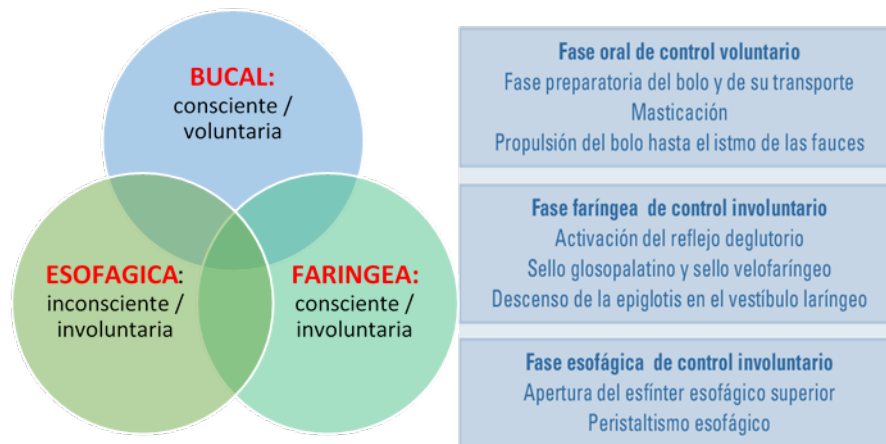 BUCAL:
consciente /
voluntaria
ESOFAGICA:
inconsciente /
involuntaria
FARINGEA:
consciente /
involuntaria
Fase oral de control voluntario
Fase preparatoria del bolo y de su transporte
Masticación
Propulsión del bolo hasta el istmo de las fauces
Fase faríngea de control involuntario
Activación del reflejo deglutorio
Sello glosopalatino y sello velofaríngeo
Descenso de la epiglotis en el vestíbulo laríngeo
Fase esofágica de control involuntario
Apertura del esfínter esofágico superior
Peristaltismo esofágico